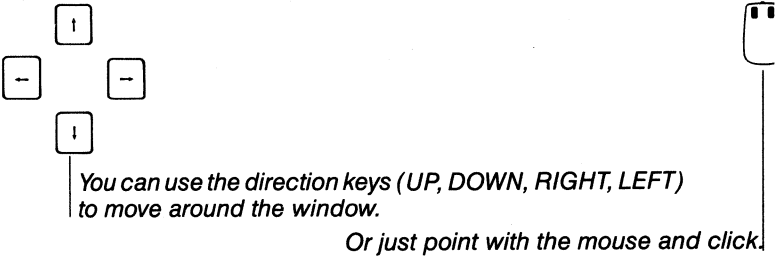 You can use the direction keys (UP, DOWN, RIGHT, LEFT)
to move around the window.
Or just point with the mouse and click.